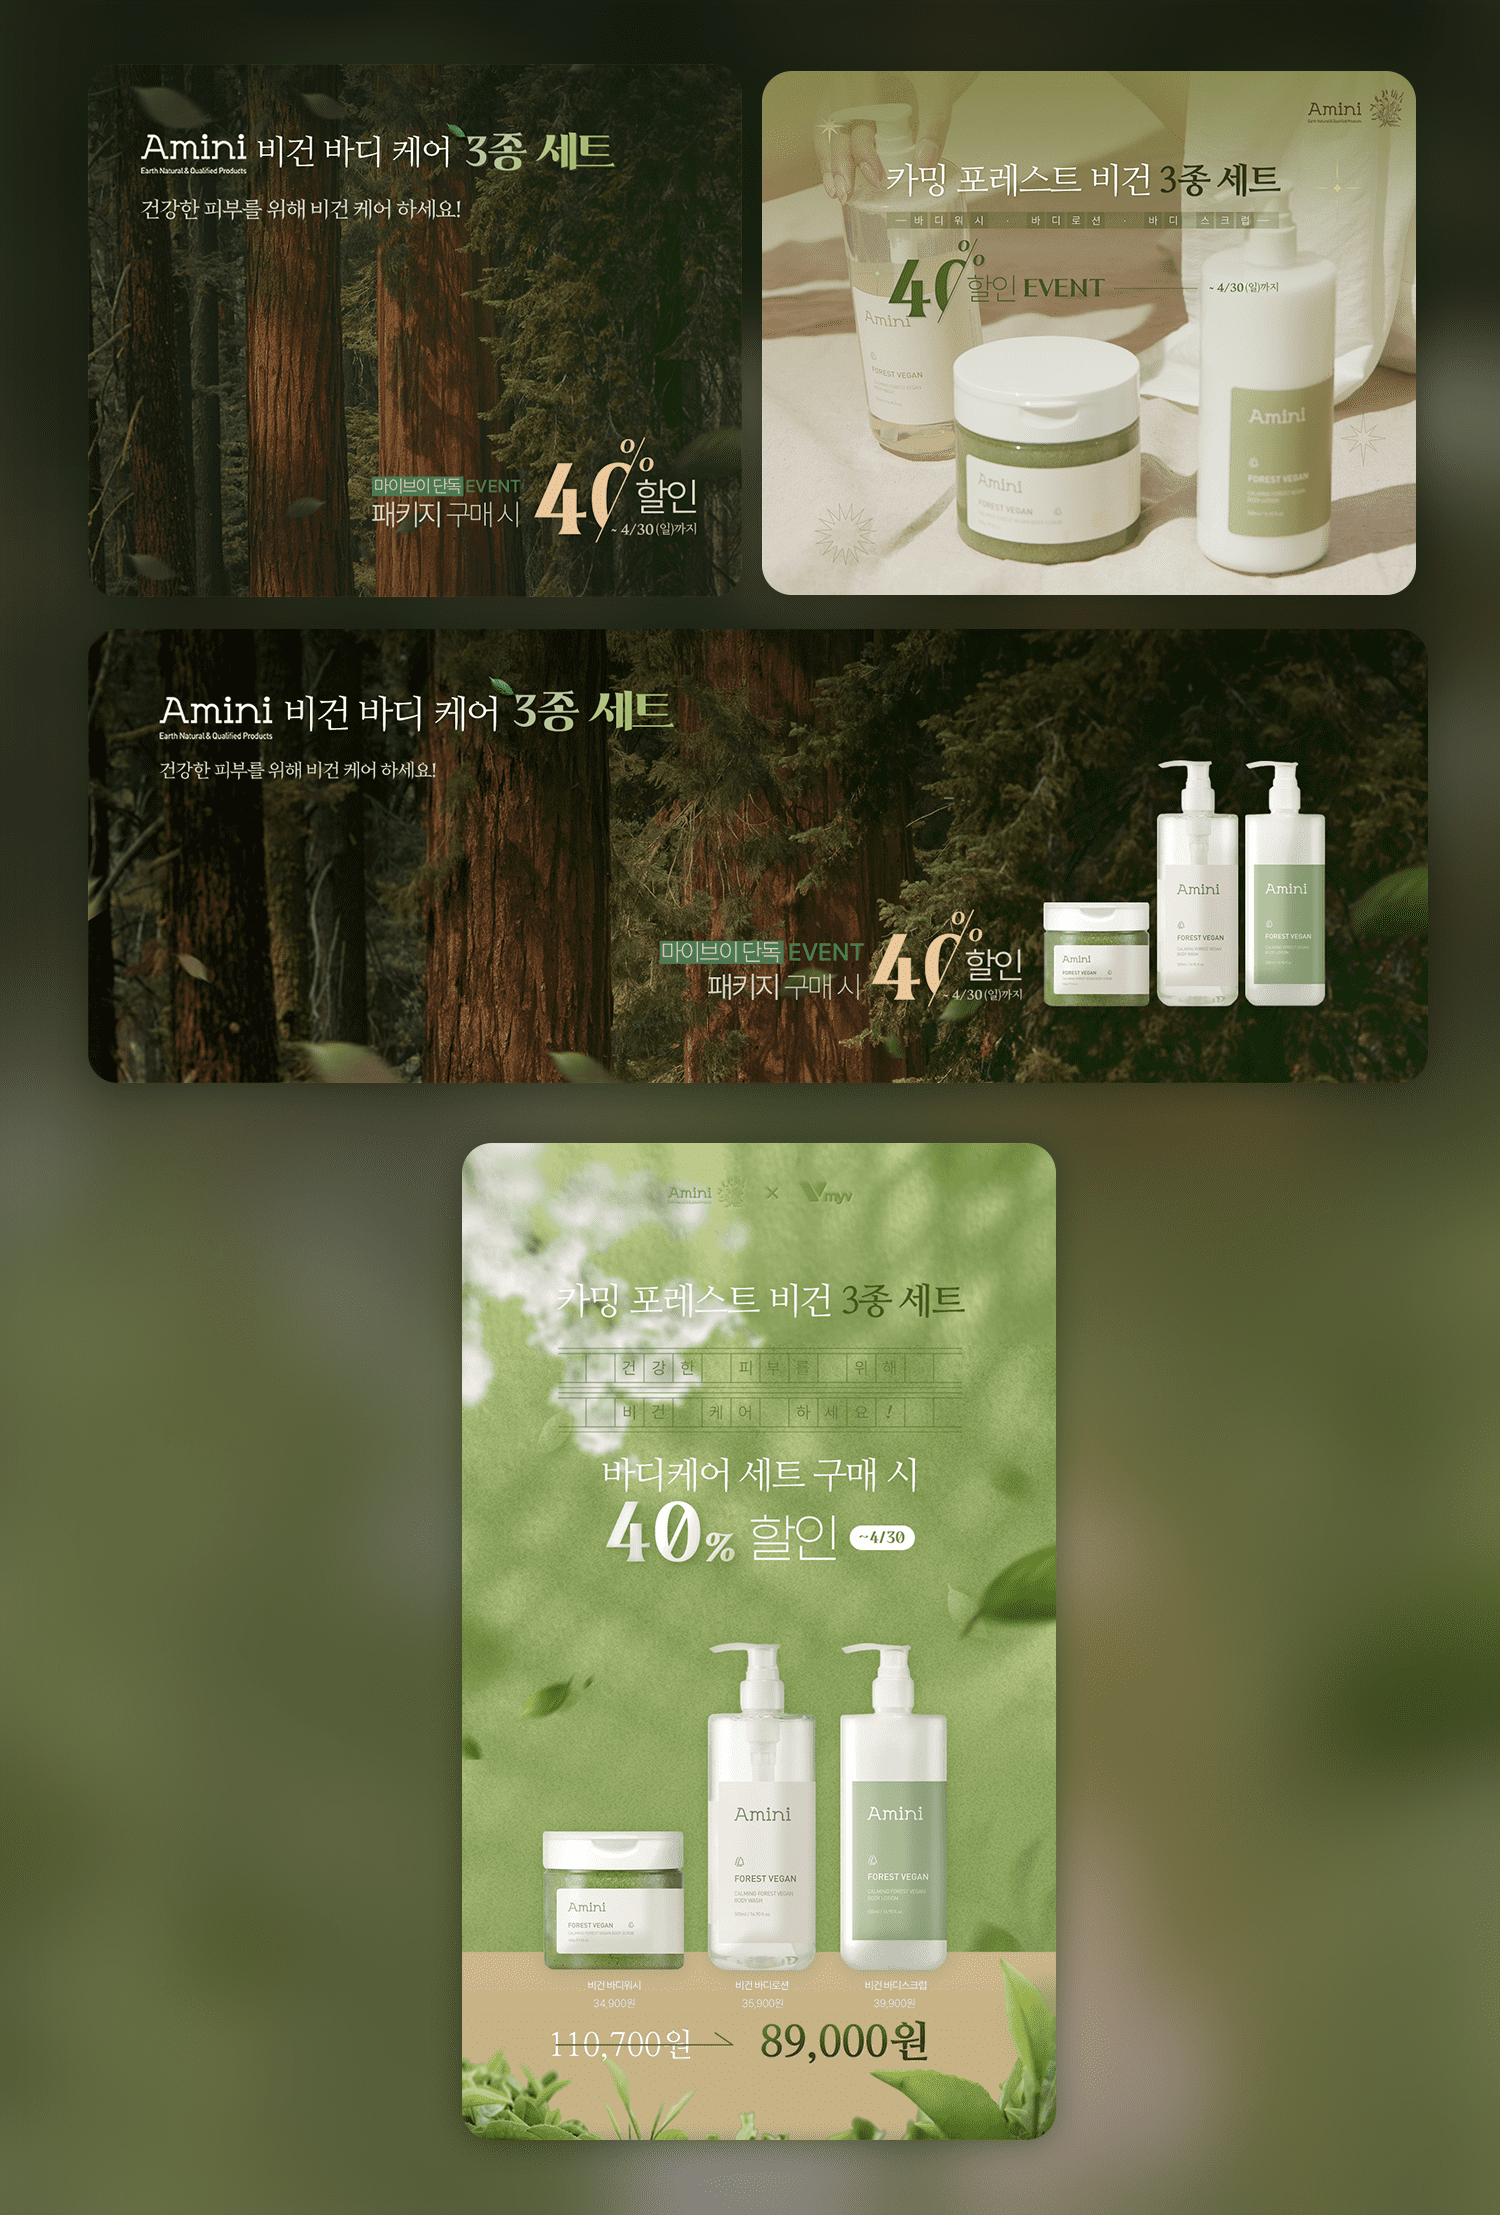 Amini 비건 바디 케어 3종 세트
Earth Natural & Qualified Products
건강한 피부를 위해 비건 케어 하세요!
마이브이 단독 EVENT
패키지 구매 시
40% 할인
~ 4/30(일)까지
Amini
Earth Natural & Qualified Products
카밍 포레스트 비건 3종 세트
바디워시 · 바디로션 · 바디 스크럽
40% 할인 EVENT ~ 4/30(일)까지
Amini
FOREST VEGAN
Amini
FOREST VEGAN
Amini
FOREST VEGAN
Amini 비건 바디 케어 3종 세트
Earth Natural & Qualified Products
건강한 피부를 위해 비건 케어 하세요!
마이브이 단독 EVENT
패키지 구매 시
40% 할인
~ 4/30(일)까지
Amini
FOREST VEGAN
Amini
FOREST VEGAN
Amini
FOREST VEGAN
Amini × Vmyv
카밍 포레스트 비건 3종 세트
건강한 피부를 위해
비건 케어 하세요!
바디케어 세트 구매 시
40% 할인 ~4/30
Amini
FOREST VEGAN
CALMING FOREST VEGAN BODY SCRUB
Amini
FOREST VEGAN
CALMING FOREST VEGAN
BODY WASH
Amini
FOREST VEGAN
CALMING FOREST VEGAN
BODY LOTION
비건 바디워시 비건 바디로션 비건 바디스크럽
34,900원 35,900원 39,900원
110,700원 89,000원